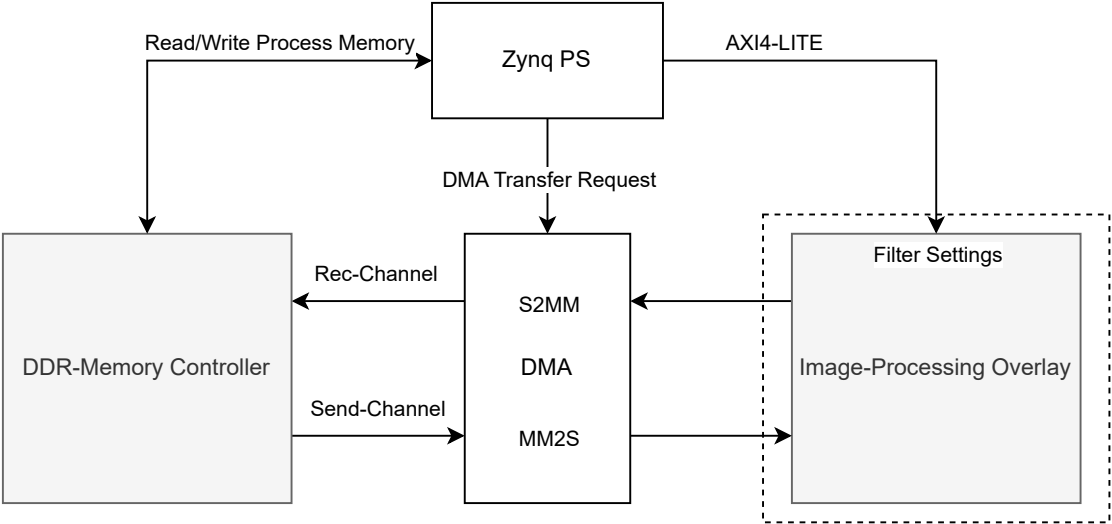 Read/Write Process Memory
Zynq PS
AXI4-LITE
DMA Transfer Request
Filter Settings
Rec-Channel
S2MM
DDR-Memory Controller
DMA
Image-Processing Overlay
Send-Channel
MM2S